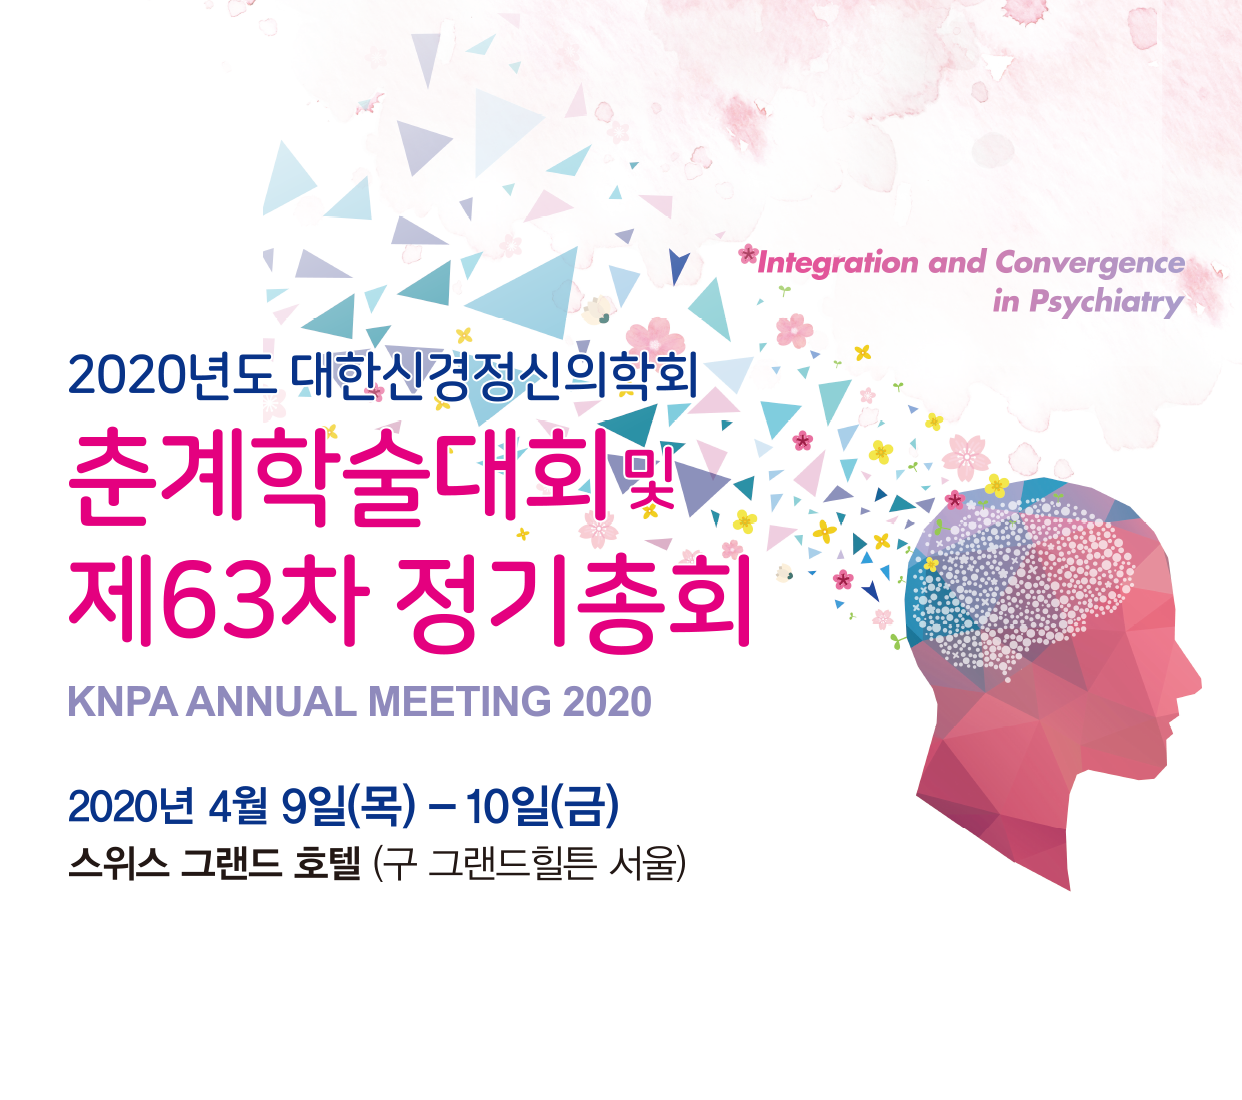 Integration and Convergence
in Psychiatry
2020년도 대한신경정신의학회
춘계학술대회 및
제63차 정기총회
KNPA ANNUAL MEETING 2020
2020년 4월 9일(목) – 10일(금)
스위스 그랜드 호텔 (구 그랜드힐튼 서울)